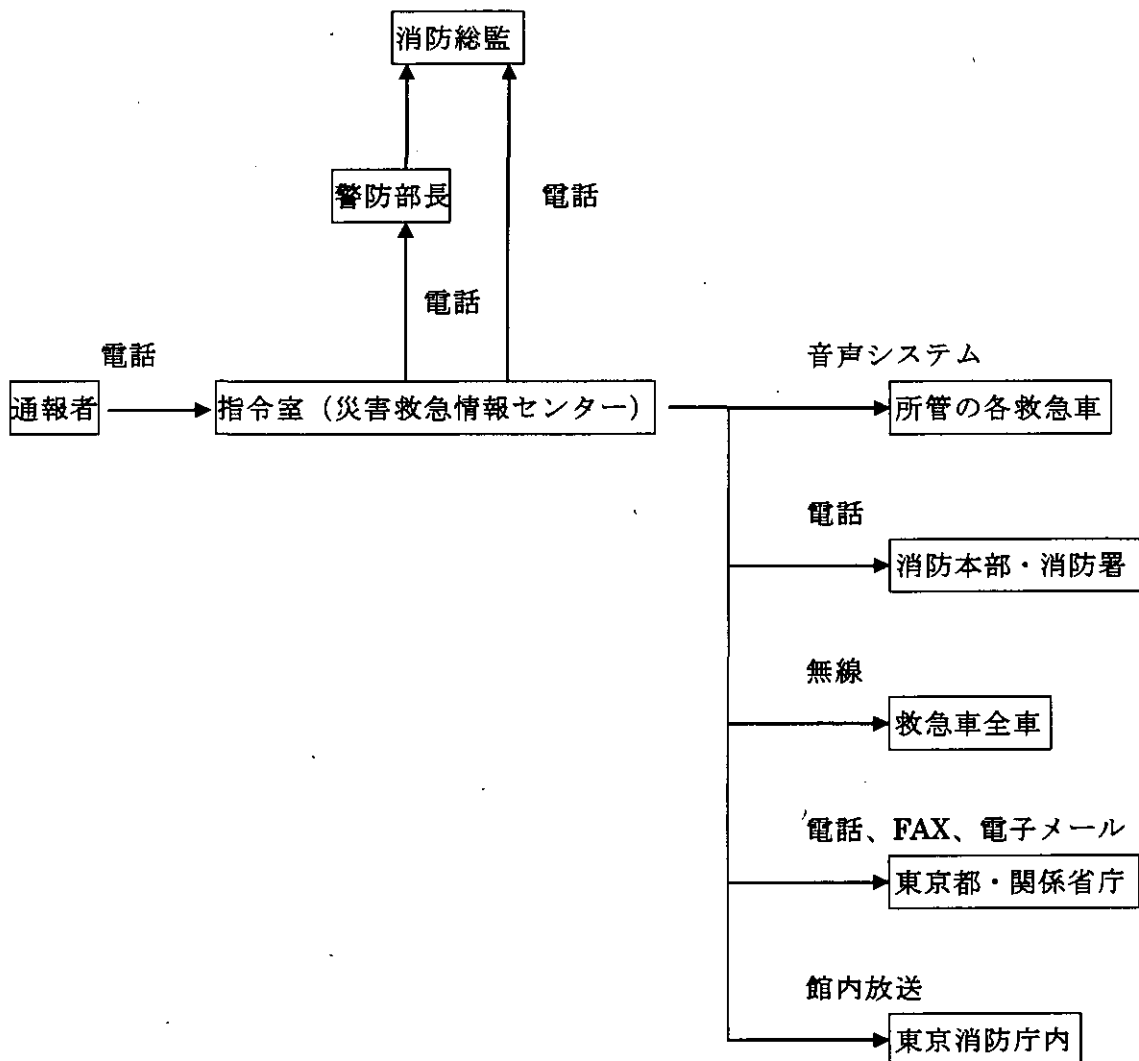 消防総監
警防部長
電話
電話
電話
音声システム
通報者
指令室（災害救急情報センター）
所管の各救急車
電話
消防本部・消防署
無線
救急車全車
電話、FAX、電子メール
東京都・関係省庁
館内放送
東京消防庁内